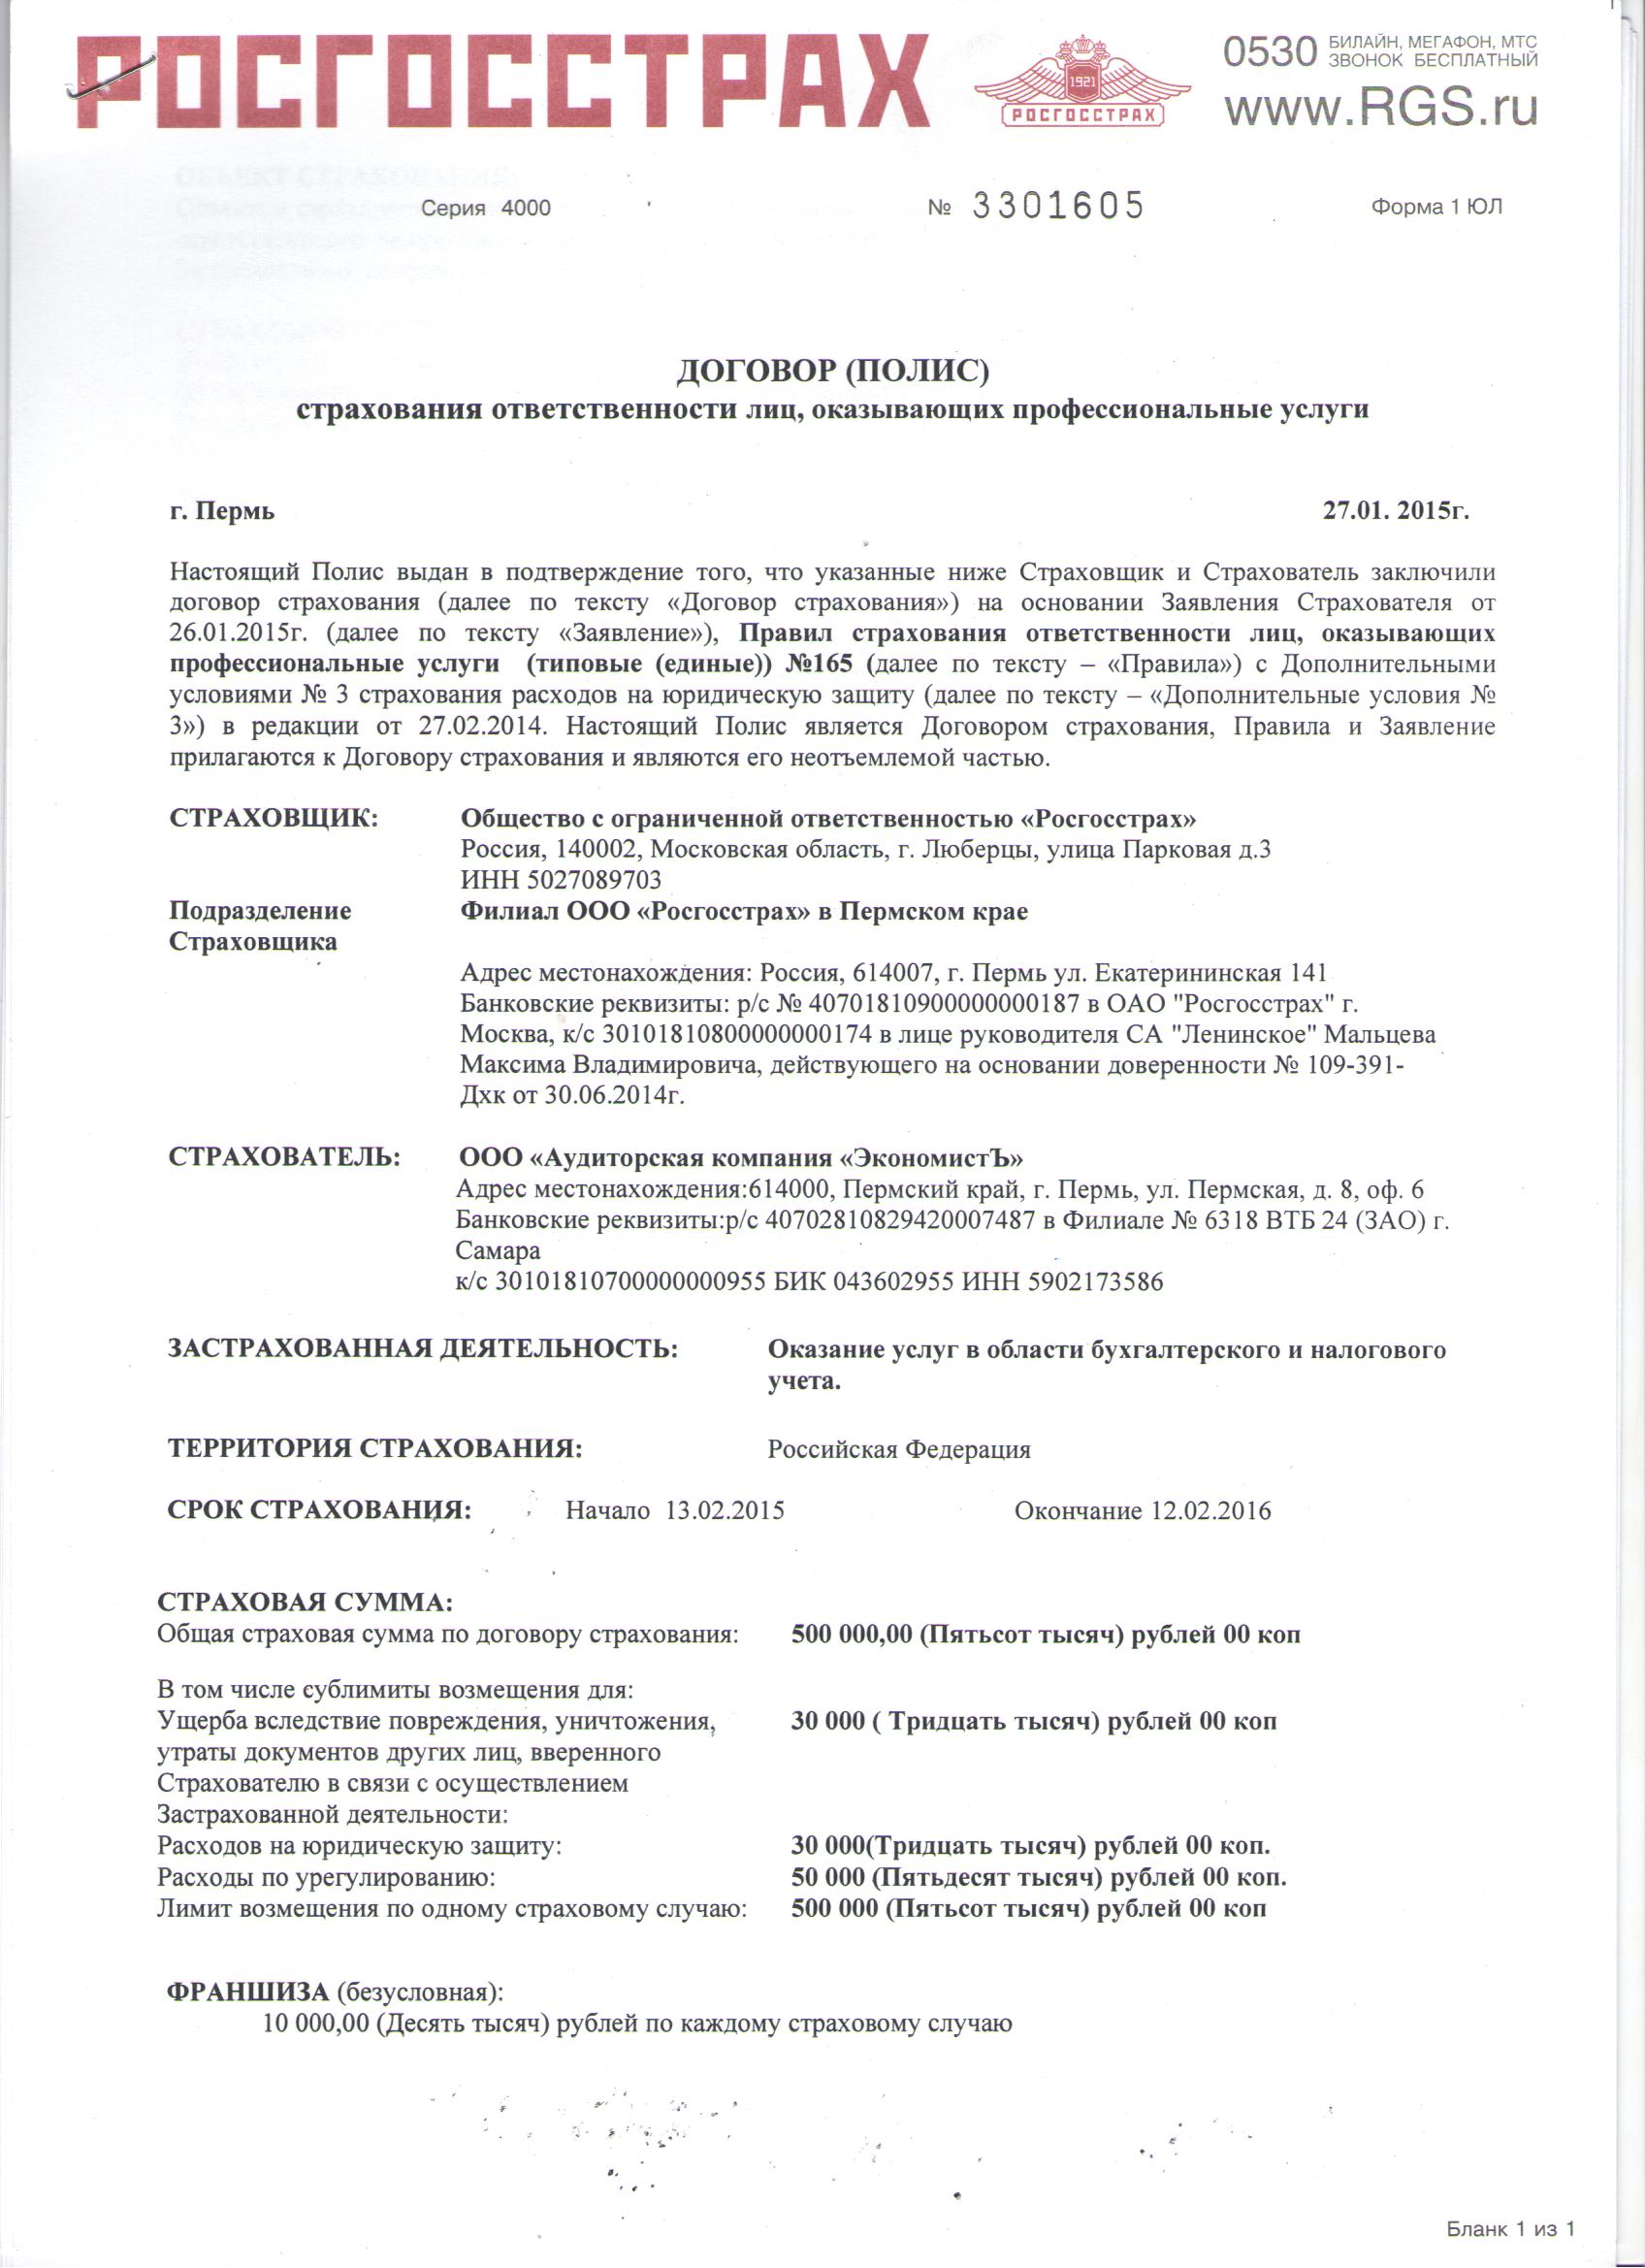 РОСГОССТРАХ
1921
РОСГОССТРАХ
0530 БИЛАЙН, МЕГАФОН, МТС
ЗВОНОК БЕСПЛАТНЫЙ
www.RGS.ru
Серия 4000 № 3301605 Форма 1 ЮЛ
ДОГОВОР (ПОЛИС)
страхования ответственности лиц, оказывающих профессиональные услуги
г. Пермь 27.01. 2015г.
Настоящий Полис выдан в подтверждение того, что указанные ниже Страховщик и Страхователь заключили
договор страхования (далее по тексту «Договор страхования») на основании Заявления Страхователя от
26.01.2015г. (далее по тексту «Заявление»), Правил страхования ответственности лиц, оказывающих
профессиональные услуги (типовые (единые)) №165 (далее по тексту – «Правила») с Дополнительными
условиями № 3 страхования расходов на юридическую защиту (далее по тексту – «Дополнительные условия №
3») в редакции от 27.02.2014. Настоящий Полис является Договором страхования, Правила и Заявление
прилагаются к Договору страхования и являются его неотъемлемой частью.
СТРАХОВЩИК: Общество с ограниченной ответственностью «Росгосстрах»
Россия, 140002, Московская область, г. Люберцы, улица Парковая д.3
ИНН 5027089703
Подразделение Филиал ООО «Росгосстрах» в Пермском крае
Страховщика
Адрес местонахождения: Россия, 614007, г. Пермь ул. Екатерининская 141
Банковские реквизиты: р/с № 40701810900000000187 в ОАО "Росгосстрах" г.
Москва, к/с 30101810800000000174 в лице руководителя СА "Ленинское" Мальцева
Максима Владимировича, действующего на основании доверенности № 109-391-
Дхк от 30.06.2014г.
СТРАХОВАТЕЛЬ: ООО «Аудиторская компания «ЭкономистЪ»
Адрес местонахождения:614000, Пермский край, г. Пермь, ул. Пермская, д. 8, оф. 6
Банковские реквизиты:р/с 40702810829420007487 в Филиале № 6318 ВТБ 24 (ЗАО) г.
Самара
к/с 30101810700000000955 БИК 043602955 ИНН 5902173586
ЗАСТРАХОВАННАЯ ДЕЯТЕЛЬНОСТЬ: Оказание услуг в области бухгалтерского и налогового
учета.
ТЕРРИТОРИЯ СТРАХОВАНИЯ: Российская Федерация
СРОК СТРАХОВАНИЯ: Начало 13.02.2015 Окончание 12.02.2016
СТРАХОВАЯ СУММА:
Общая страховая сумма по договору страхования: 500 000,00 (Пятьсот тысяч) рублей 00 коп
В том числе сублимиты возмещения для:
Ущерба вследствие повреждения, уничтожения, 30 000 ( Тридцать тысяч) рублей 00 коп
утраты документов других лиц, вверенного
Страхователю в связи с осуществлением
Застрахованной деятельности:
Расходов на юридическую защиту: 30 000(Тридцать тысяч) рублей 00 коп.
Расходы по урегулированию: 50 000 (Пятьдесят тысяч) рублей 00 коп.
Лимит возмещения по одному страховому случаю: 500 000 (Пятьсот тысяч) рублей 00 коп
ФРАНШИЗА (безусловная):
10 000,00 (Десять тысяч) рублей по каждому страховому случаю
Бланк 1 из 1